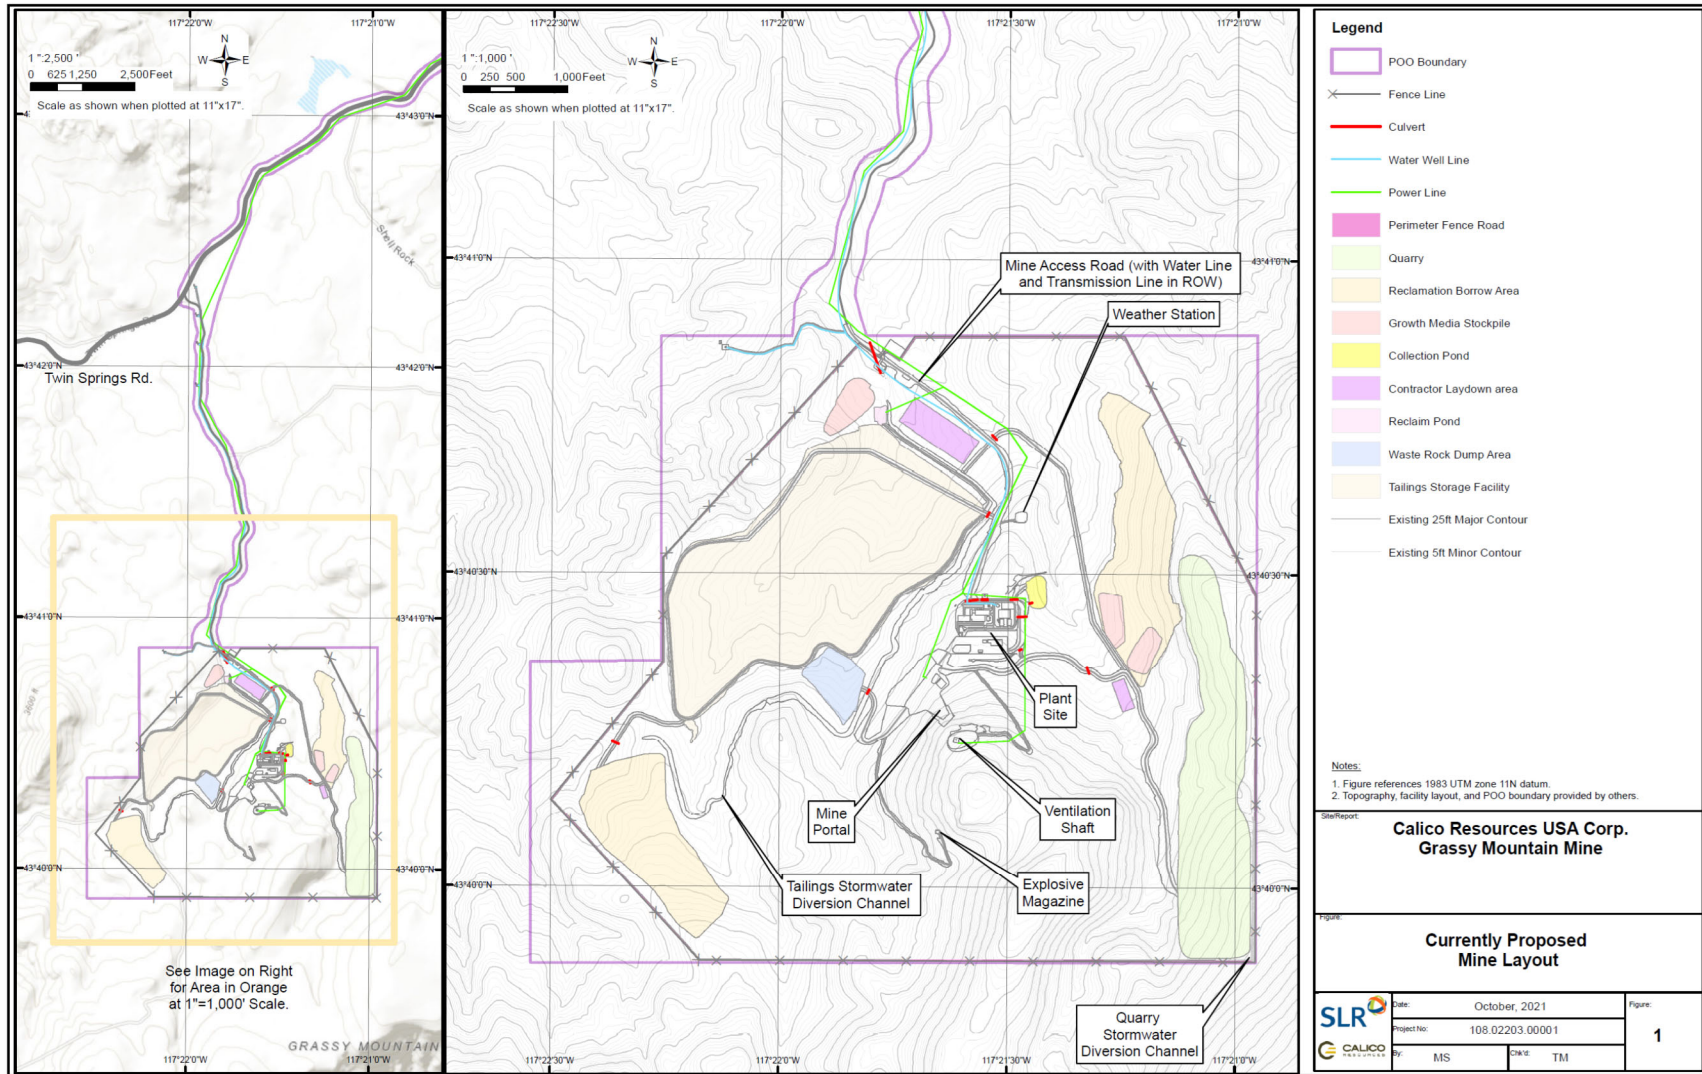 117°22'0"W
117°21'0"W
1 ":2,500 '
0 625 1,250 2,500Feet
Scale as shown when plotted at 11"x17".
N
W E
S
43°43'0"N
Shell Rock
43°42'0"N
43°42'0"N
Twin Springs Rd.
43°41'0"N
43°41'0"N
43°40'0"N
43°40'0"N
See Image on Right
for Area in Orange
at 1"=1,000' Scale.
GRASSY MOUNTAIN
117°22'0"W
117°21'0"W
117°22'30"W
117°22'0"W
117°21'30"W
117°21'0"W
1 ":1,000 '
0 250 500 1,000Feet
Scale as shown when plotted at 11"x17".
N
W E
S
43°41'0"N
43°41'0"N
Mine Access Road (with Water Line
and Transmission Line in ROW)
Weather Station
43°40'30"N
43°40'30"N
Plant
Site
Mine
Portal
Ventilation
Shaft
43°40'0"N
43°40'0"N
Tailings Stormwater
Diversion Channel
Explosive
Magazine
Quarry
Stormwater
Diversion Channel
117°22'30"W
117°22'0"W
117°21'30"W
117°21'0"W
Legend
POO Boundary
Fence Line
Culvert
Water Well Line
Power Line
Perimeter Fence Road
Quarry
Reclamation Borrow Area
Growth Media Stockpile
Collection Pond
Contractor Laydown area
Reclaim Pond
Waste Rock Dump Area
Tailings Storage Facility
Existing 25ft Major Contour
Existing 5ft Minor Contour
Notes:
1. Figure references 1983 UTM zone 11N datum.
2. Topography, facility layout, and POO boundary provided by others.
Site/Report:
Calico Resources USA Corp.
Grassy Mountain Mine
Figure:
Currently Proposed
Mine Layout
SLR
CALICO
RESOURCES
Date: October, 2021
Project No: 108.02203.00001
By: MS
Chk'd: TM
Figure:
1